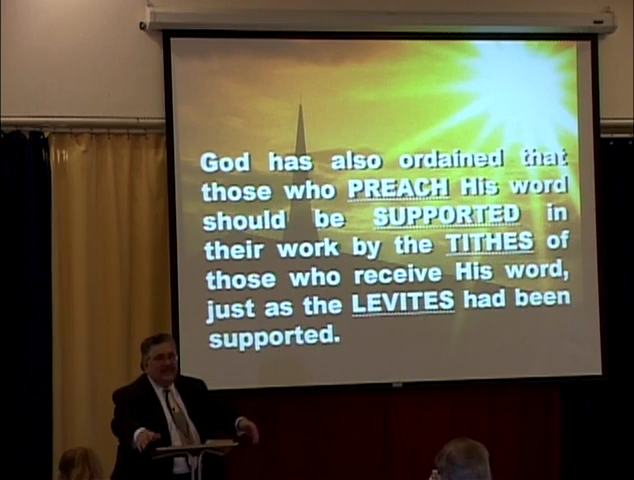 God has also ordained that
those who PREACH His word
should be SUPPORTED in
their work by the TITHES of
those who receive His word,
just as the LEVITES had been
supported.